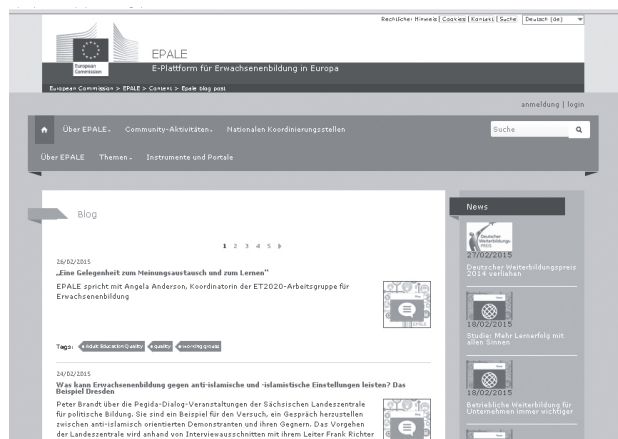 Rechtlicher Hinweis | Cookies | Kontakt | Suche Deutsch (de)
EPALE
European
Commission
E-Plattform für Erwachsenenbildung in Europa
European Commission > EPALE > Content > Epale blog post
anmeldung | login
Über EPALE Community-Aktivitäten Nationalen Koordinierungsstellen
Suche
Über EPALE Themen Instrumente und Portale
Blog
1 2 3 4 5
26/02/2015
„Eine Gelegenheit zum Meinungsaustausch und zum Lernen“
EPALE spricht mit Angela Anderson, Koordinatorin der ET2020-Arbeitsgruppe für
Erwachsenenbildung
Tags: Adult Education Quality quality working groups
24/02/2015
Was kann Erwachsenenbildung gegen anti-islamische und -islamistische Einstellungen leisten? Das
Beispiel Dresden
Peter Brandt über die Pegida-Dialog-Veranstaltungen der Sächsischen Landeszentrale
für politische Bildung. Sie sind ein Beispiel für den Versuch, ein Gespräch herzustellen
zwischen anti-islamisch orientierten Demonstranten und ihren Gegnern. Das Vorgehen
der Landeszentrale wird anhand von Interviewausschnitten mit ihrem Leiter Frank Richter
News
Deutscher
Weiterbildungs-
PREIS
27/02/2015
Deutscher Weiterbildungspreis
2014 verliehen
18/02/2015
Studie: Mehr Lernerfolg mit
allen Sinnen
18/02/2015
Betriebliche Weiterbildung für
Unternehmen immer wichtiger